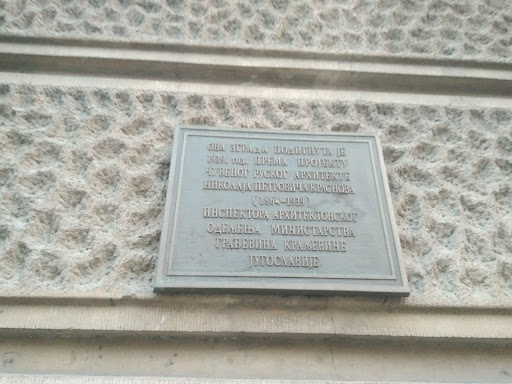 ОВА ЗГРАДА ПОДИГНУТА ЈЕ
1929. ГОД. ПРЕМА ПРОЈЕКТУ
ЧУВЕНОГ РУСКОГ АРХИТЕКТЕ
НИКОЛАЈА ПЕТРОВИЧА КРАСНОВА
(1864–1939)
ИНСПЕКТОРА АРХИТЕКТОНСКОГ
ОДЕЉЕЊА МИНИСТАРСТВА
ГРАЂЕВИНА КРАЉЕВИНЕ
ЈУГОСЛАВИЈЕ